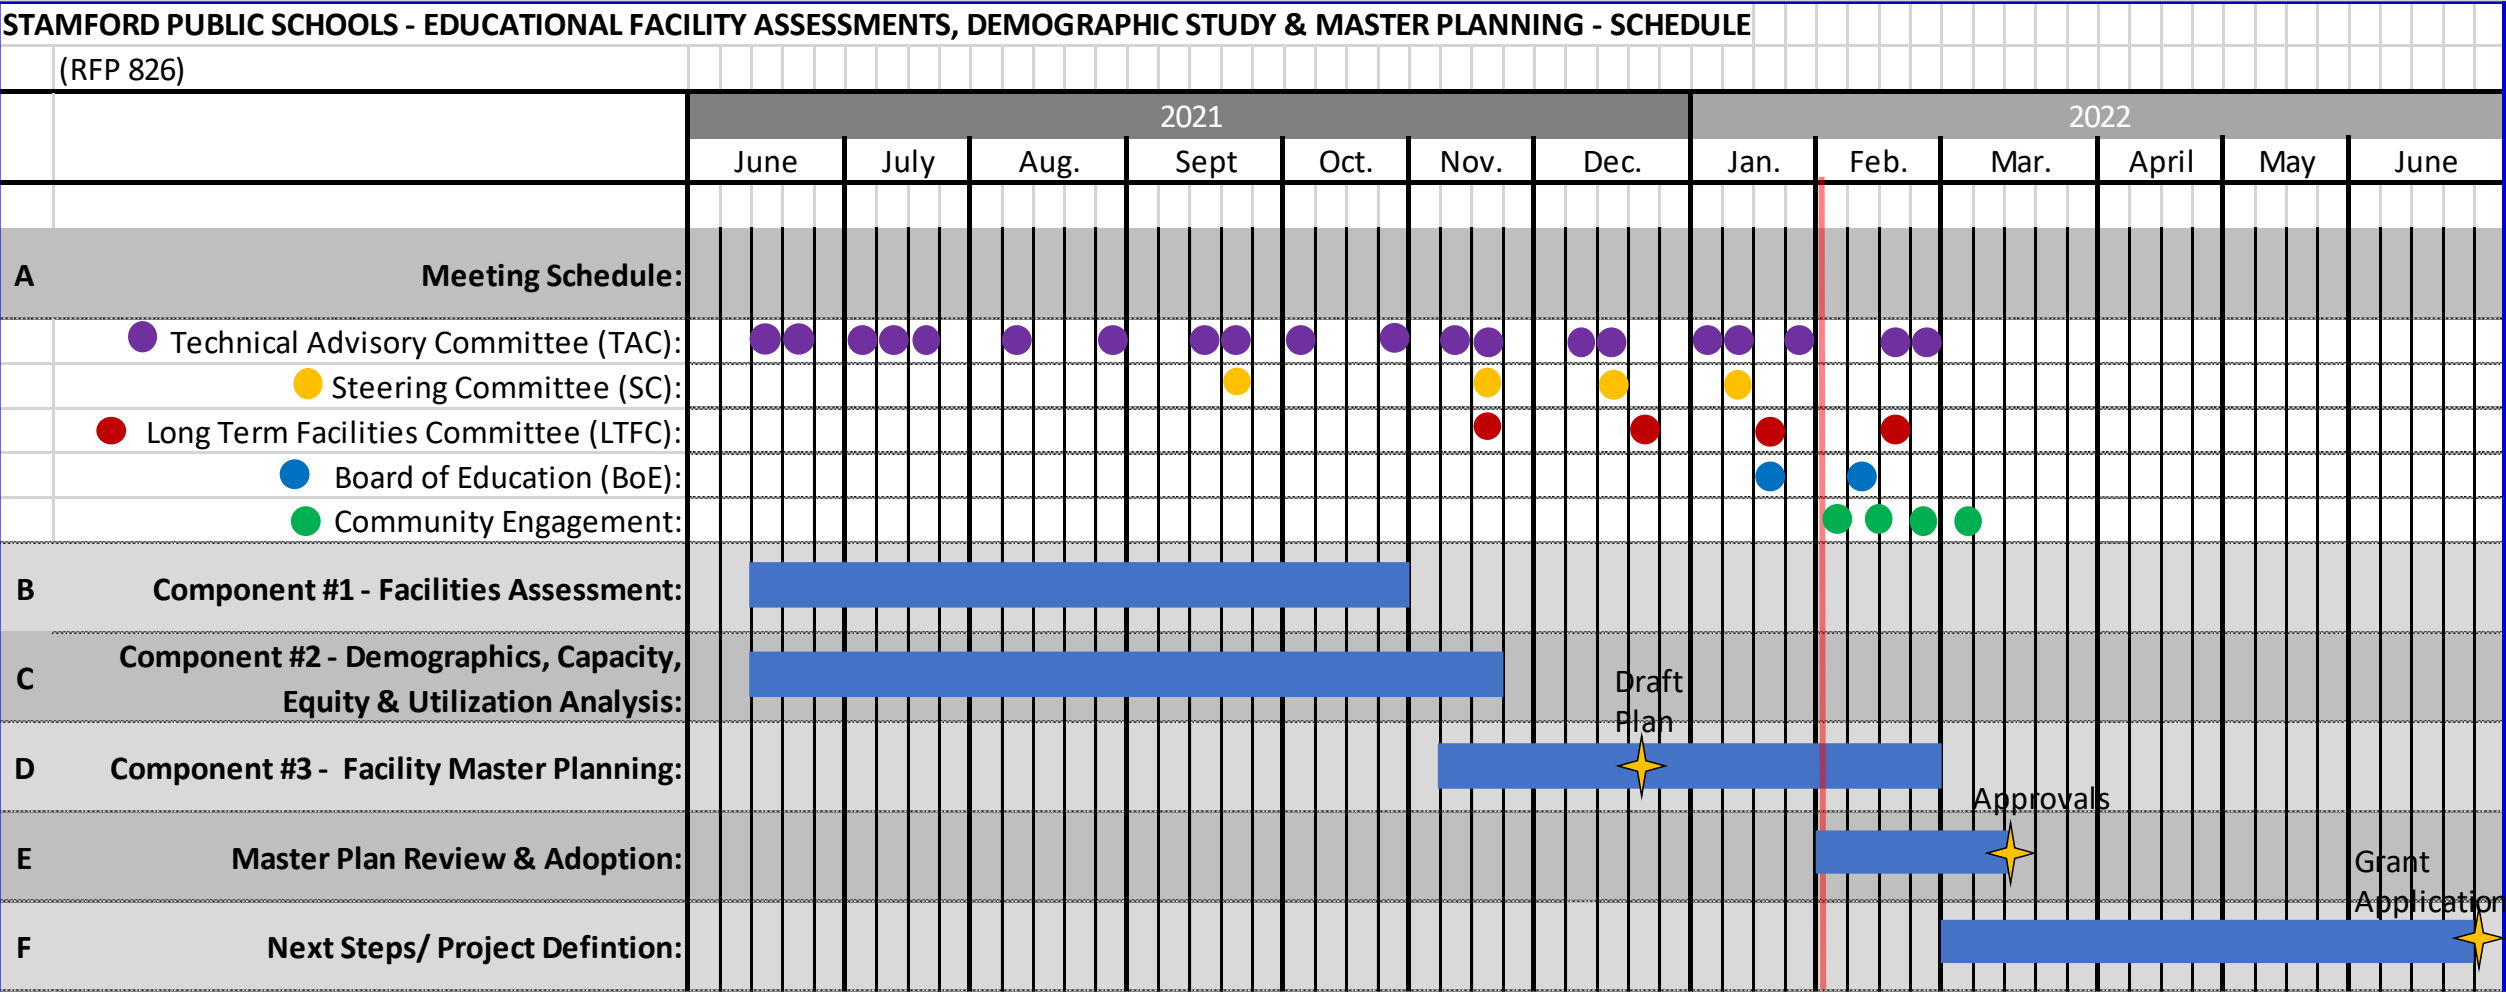 STAMFORD PUBLIC SCHOOLS - EDUCATIONAL FACILITY ASSESSMENTS, DEMOGRAPHIC STUDY & MASTER PLANNING - SCHEDULE
(RFP 826)
2021 2022
June July Aug. Sept Oct. Nov. Dec. Jan. Feb. Mar. April May June
A Meeting Schedule:
Technical Advisory Committee (TAC):
Steering Committee (SC):
Long Term Facilities Committee (LTFC):
Board of Education (BoE):
Community Engagement:
B Component #1 - Facilities Assessment:
C Component #2 - Demographics, Capacity,
Equity & Utilization Analysis:
Draft
Plan
D Component #3 - Facility Master Planning:
Approvals
E Master Plan Review & Adoption:
Grant
Application
F Next Steps/ Project Defintion: